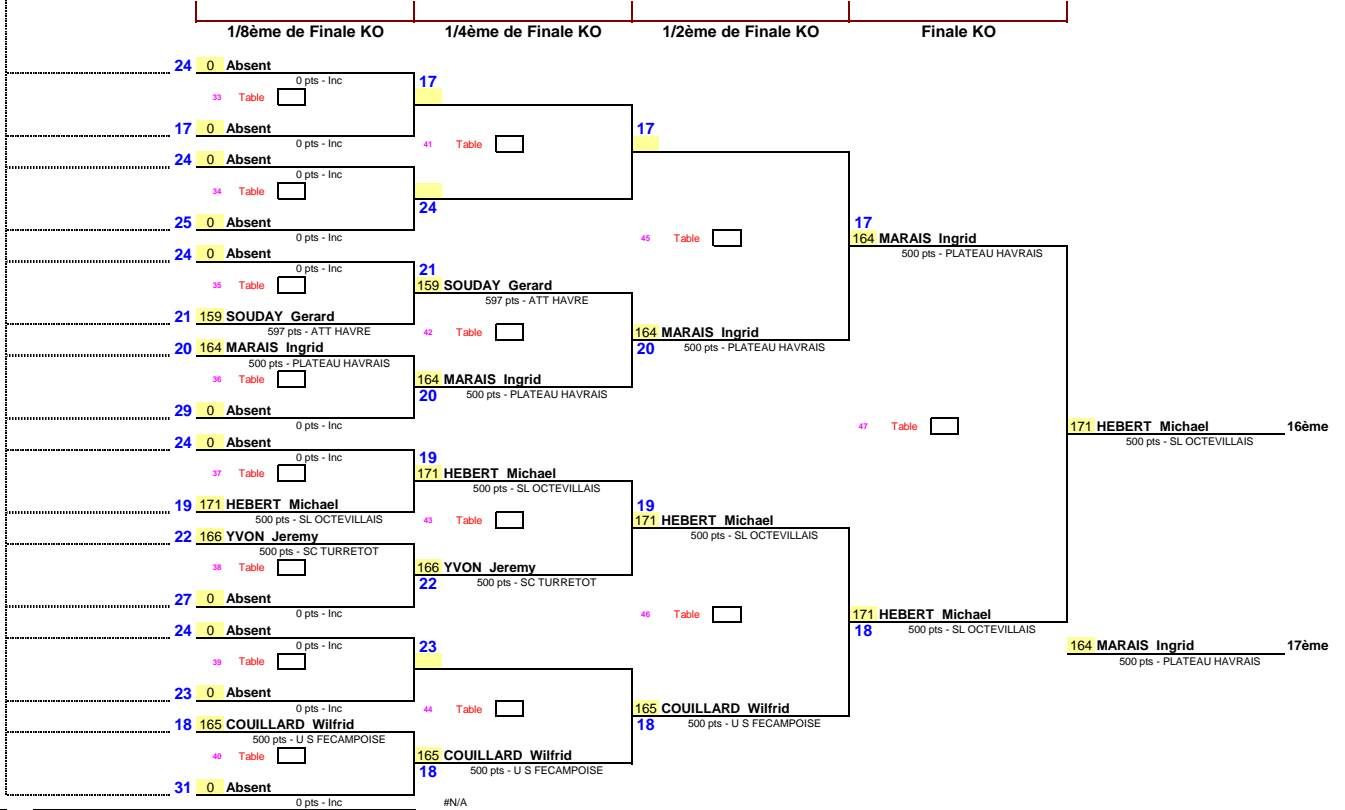 1/8ème de Finale KO 1/4ème de Finale KO 1/2ème de Finale KO Finale KO
24 0 Absent
0 pts - Inc
17
33 Table
17 0 Absent
0 pts - Inc
41 Table
17
24 0 Absent
0 pts - Inc
34 Table
24
25 0 Absent
0 pts - Inc
45 Table
17
164 MARAIS Ingrid
500 pts - PLATEAU HAVRAIS
24 0 Absent
0 pts - Inc
21
35 Table
159 SOUDAY Gerard
597 pts - ATT HAVRE
21 159 SOUDAY Gerard
597 pts - ATT HAVRE
42 Table
164 MARAIS Ingrid
20 500 pts - PLATEAU HAVRAIS
20 164 MARAIS Ingrid
500 pts - PLATEAU HAVRAIS
36 Table
164 MARAIS Ingrid
20 500 pts - PLATEAU HAVRAIS
29 0 Absent
0 pts - Inc
47 Table
171 HEBERT Michael 16ème
500 pts - SL OCTEVILLAIS
24 0 Absent
0 pts - Inc
19
37 Table
171 HEBERT Michael
500 pts - SL OCTEVILLAIS
19 171 HEBERT Michael
500 pts - SL OCTEVILLAIS
43 Table
19
171 HEBERT Michael
500 pts - SL OCTEVILLAIS
22 166 YVON Jeremy
500 pts - SC TURRETOT
38 Table
166 YVON Jeremy
22 500 pts - SC TURRETOT
27 0 Absent
0 pts - Inc
46 Table
171 HEBERT Michael
18 500 pts - SL OCTEVILLAIS
24 0 Absent
0 pts - Inc
23
39 Table
164 MARAIS Ingrid 17ème
500 pts - PLATEAU HAVRAIS
23 0 Absent
0 pts - Inc
44 Table
165 COUILLARD Wilfrid
18 500 pts - U S FECAMPOISE
18 165 COUILLARD Wilfrid
500 pts - U S FECAMPOISE
40 Table
165 COUILLARD Wilfrid
18 500 pts - U S FECAMPOISE
31 0 Absent
0 pts - Inc
#N/A